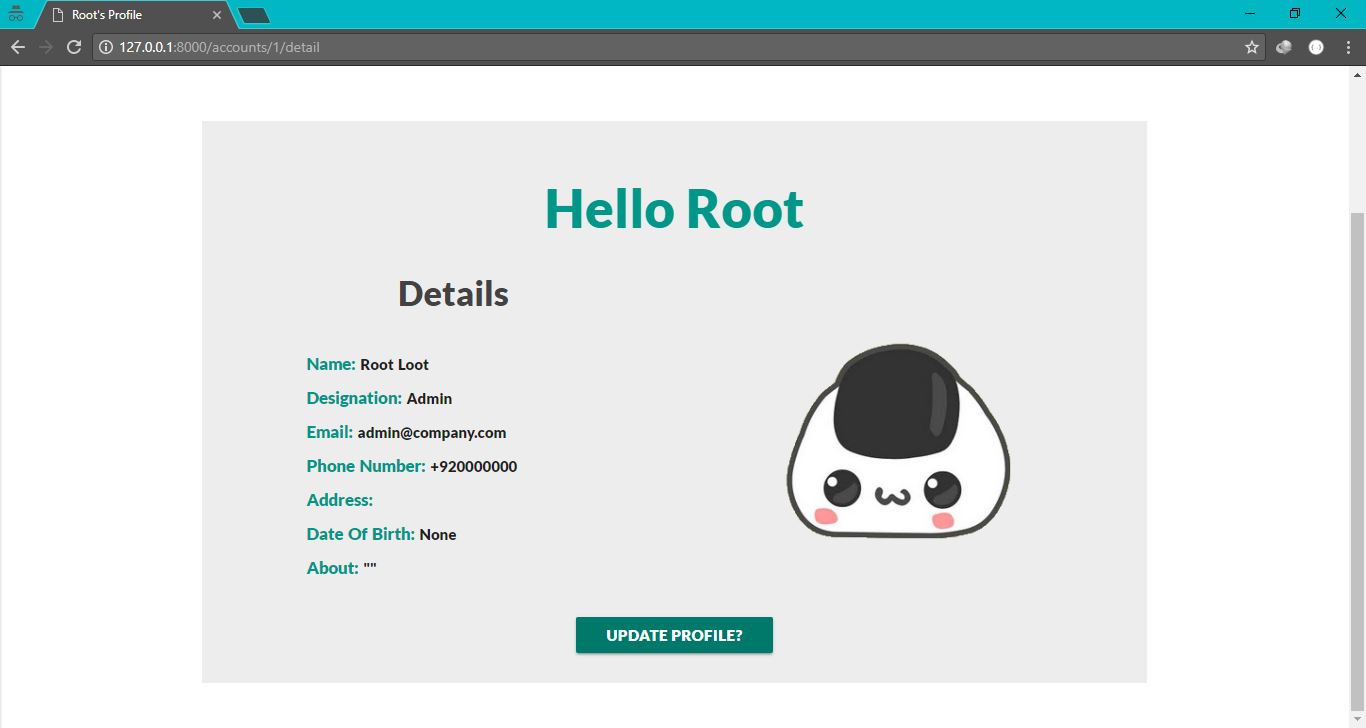 Root's Profile
127.0.0.1:8000/accounts/1/detail
Hello Root
Details
Name: Root Loot
Designation: Admin
Email: admin@company.com
Phone Number: +920000000
Address:
Date Of Birth: None
About: ""
UPDATE PROFILE?